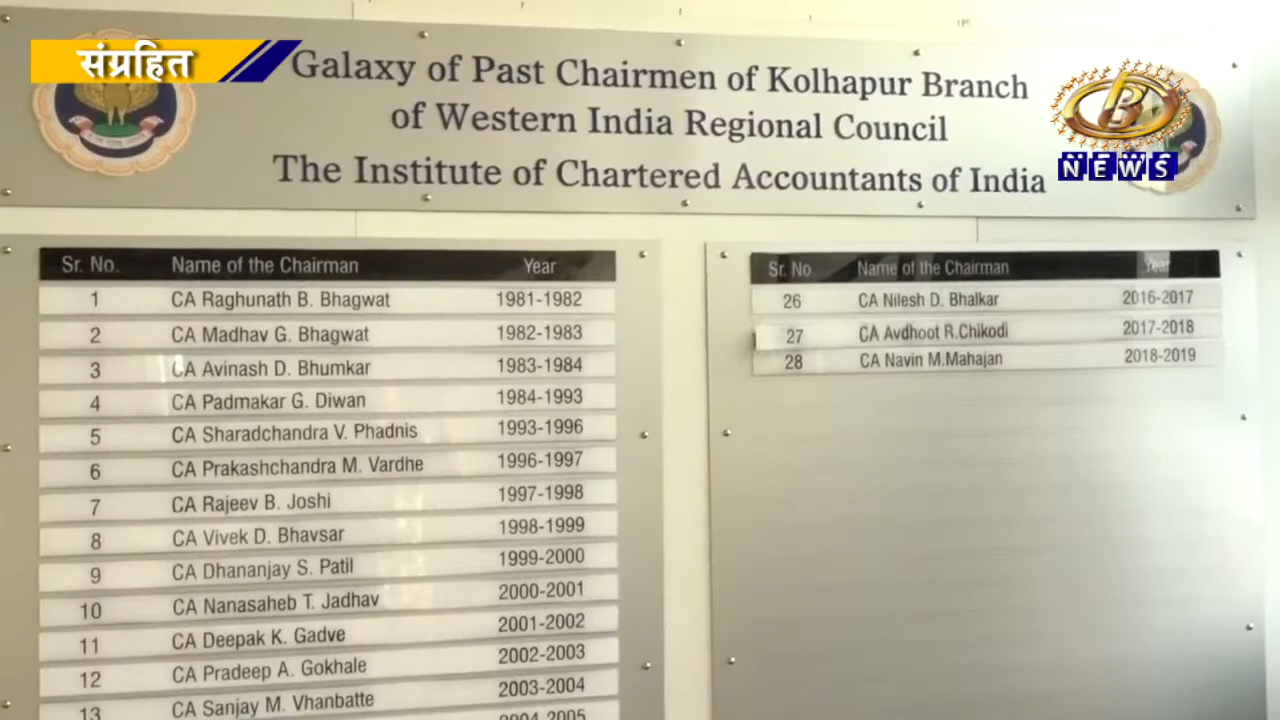 संग्रहित
Galaxy of Past Chairmen of Kolhapur Branch
of Western India Regional Council
The Institute of Chartered Accountants of India
B
NEWS
Sr. No. Name of the Chairman Year
1 CA Raghunath B. Bhagwat 1981-1982
2 CA Madhav G. Bhagwat 1982-1983
3 CA Avinash D. Bhumkar 1983-1984
4 CA Padmakar G. Diwan 1984-1993
5 CA Sharadchandra V. Phadnis 1993-1996
6 CA Prakashchandra M. Vardhe 1996-1997
7 CA Rajeev B. Joshi 1997-1998
8 CA Vivek D. Bhavsar 1998-1999
9 CA Dhananjay S. Patil 1999-2000
10 CA Nanasaheb T. Jadhav 2000-2001
11 CA Deepak K. Gadve 2001-2002
12 CA Pradeep A. Gokhale 2002-2003
13 CA Sanjay M. Vhanbatte 2003-2004
2004-2005
Sr. No Name of the Chairman Year
26 CA Nilesh D. Bhalkar 2016-2017
27 CA Avdhoot R.Chikodi 2017-2018
28 CA Navin M.Mahajan 2018-2019